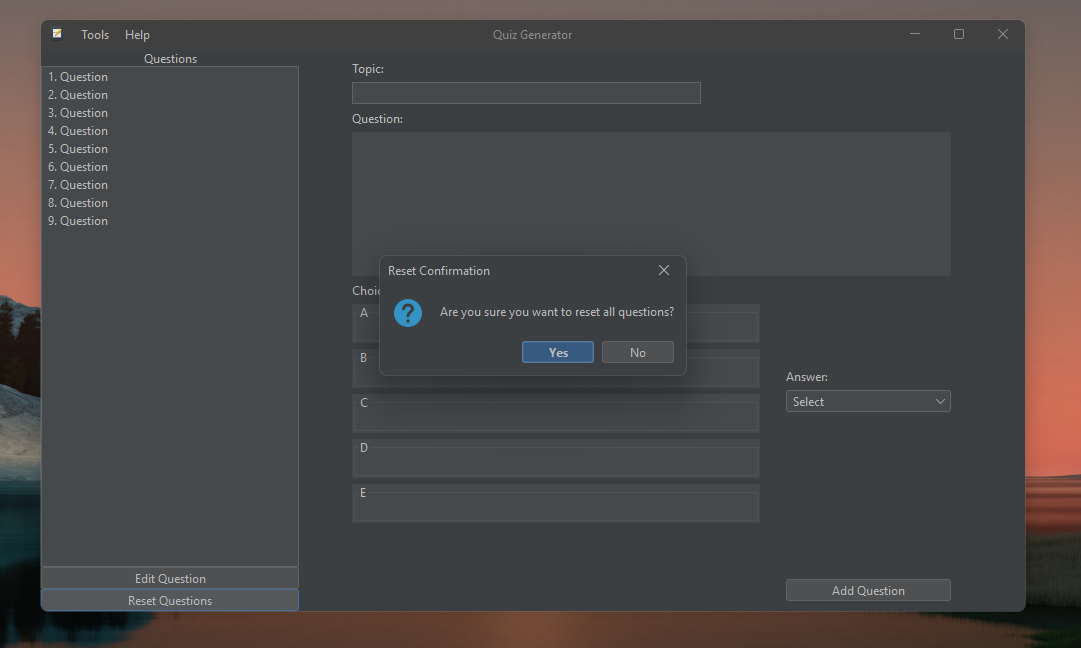 Tools Help Quiz Generator
Questions
1. Question
2. Question
3. Question
4. Question
5. Question
6. Question
7. Question
8. Question
9. Question
Edit Question
Reset Questions
Topic:
Question:
Reset Confirmation
Are you sure you want to reset all questions?
Yes No
Choic
A
B
C
D
E
Answer:
Select
Add Question